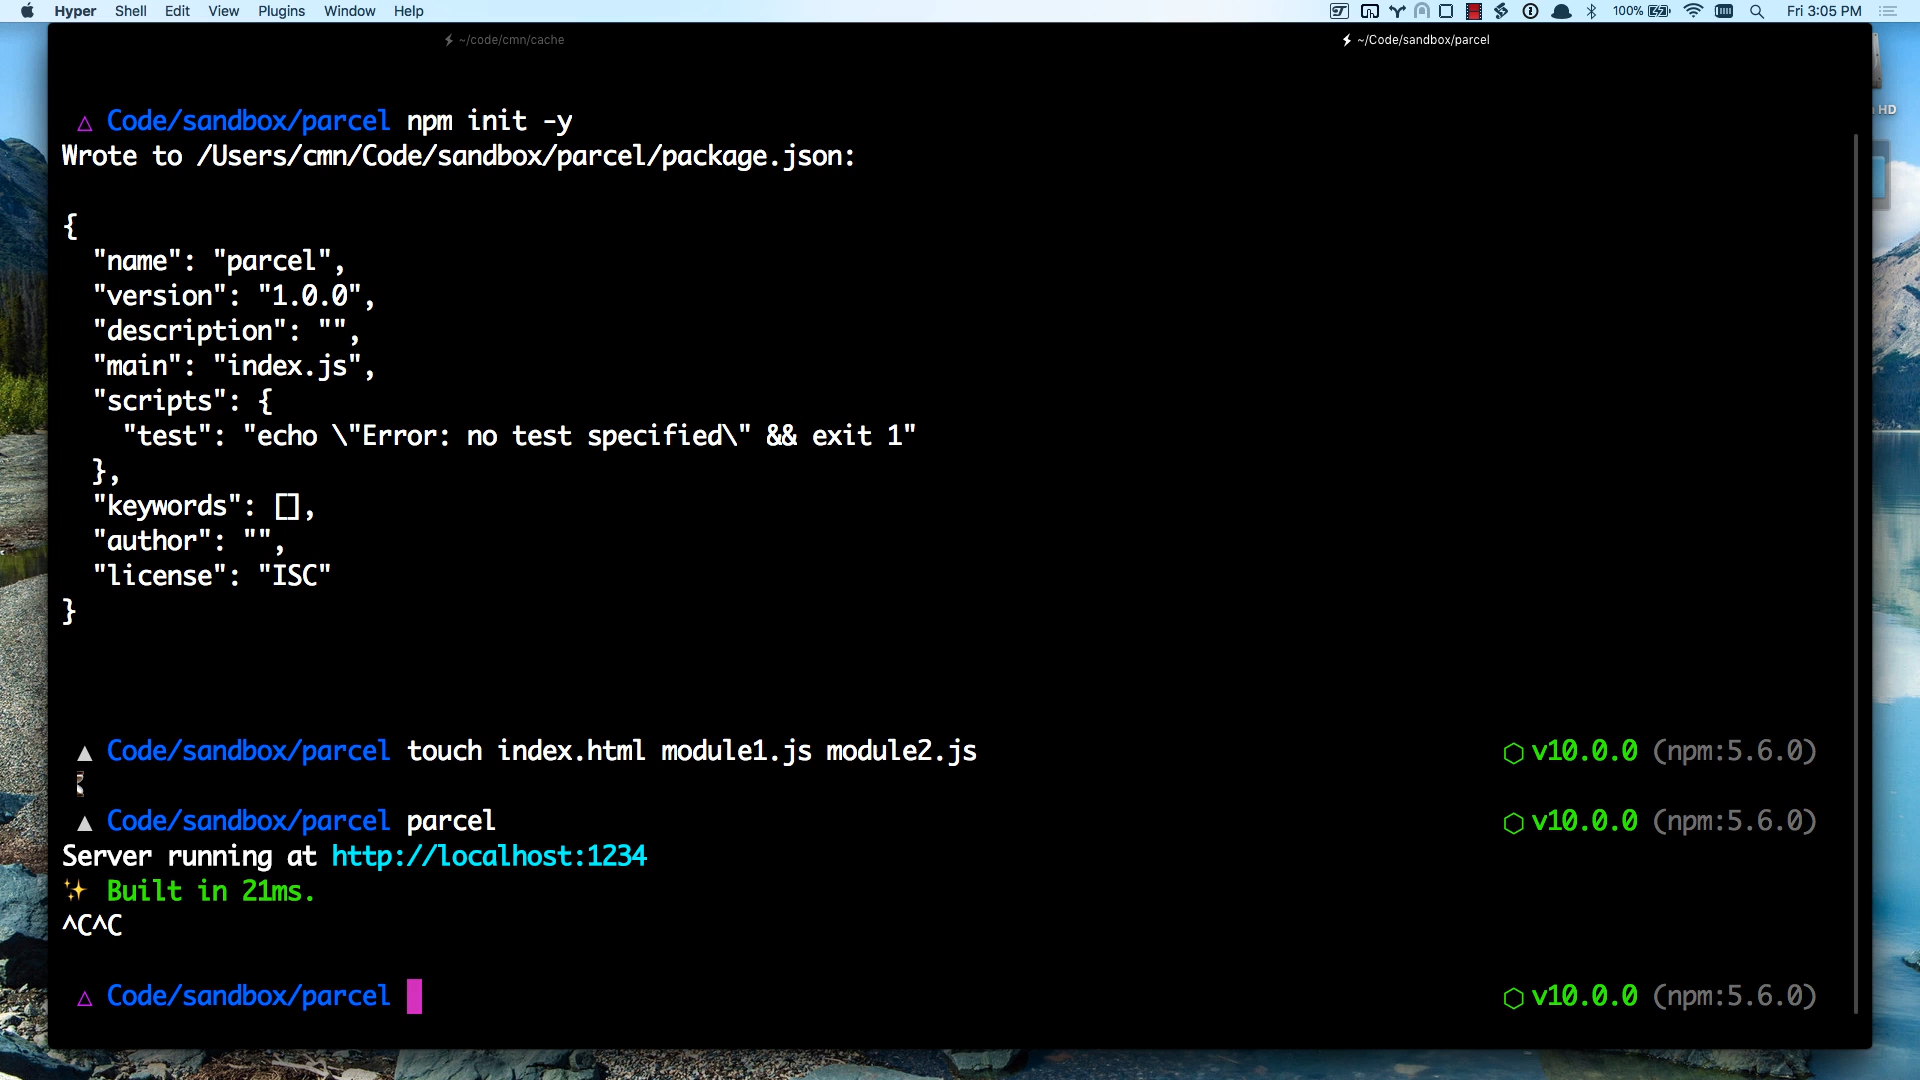 Hyper Shell Edit View Plugins Window Help 100% Fri 3:05 PM
~/code/cmn/cache ~/Code/sandbox/parcel
HD
△ Code/sandbox/parcel npm init -y
Wrote to /Users/cmn/Code/sandbox/parcel/package.json:
{
"name": "parcel",
"version": "1.0.0",
"description": "",
"main": "index.js",
"scripts": {
"test": "echo \"Error: no test specified\" && exit 1"
},
"keywords": [],
"author": "",
"license": "ISC"
}
▲ Code/sandbox/parcel touch index.html module1.js module2.js ⬡ v10.0.0 (npm:5.6.0)
▲ Code/sandbox/parcel parcel ⬡ v10.0.0 (npm:5.6.0)
Server running at http://localhost:1234
✨ Built in 21ms.
^C^C
△ Code/sandbox/parcel ⬡ v10.0.0 (npm:5.6.0)